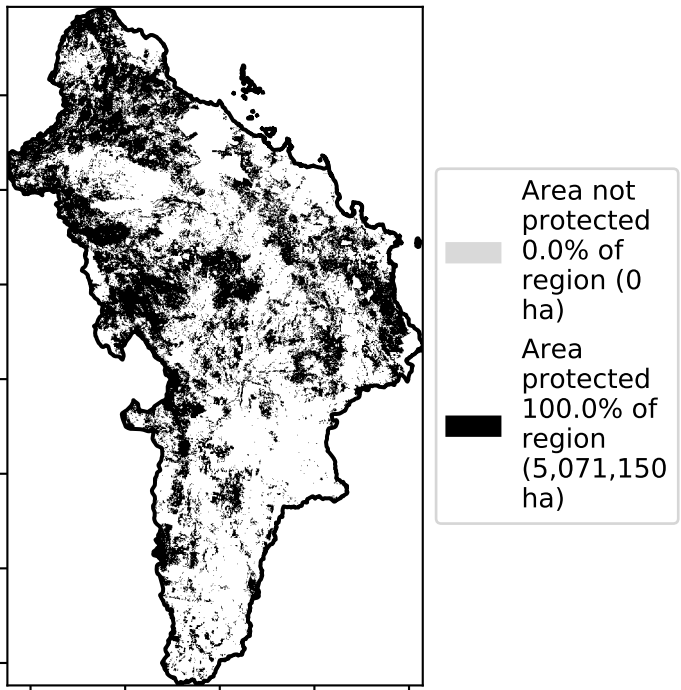 Area not
protected
0.0% of
region (0
ha)
Area
protected
100.0% of
region
(5,071,150
ha)